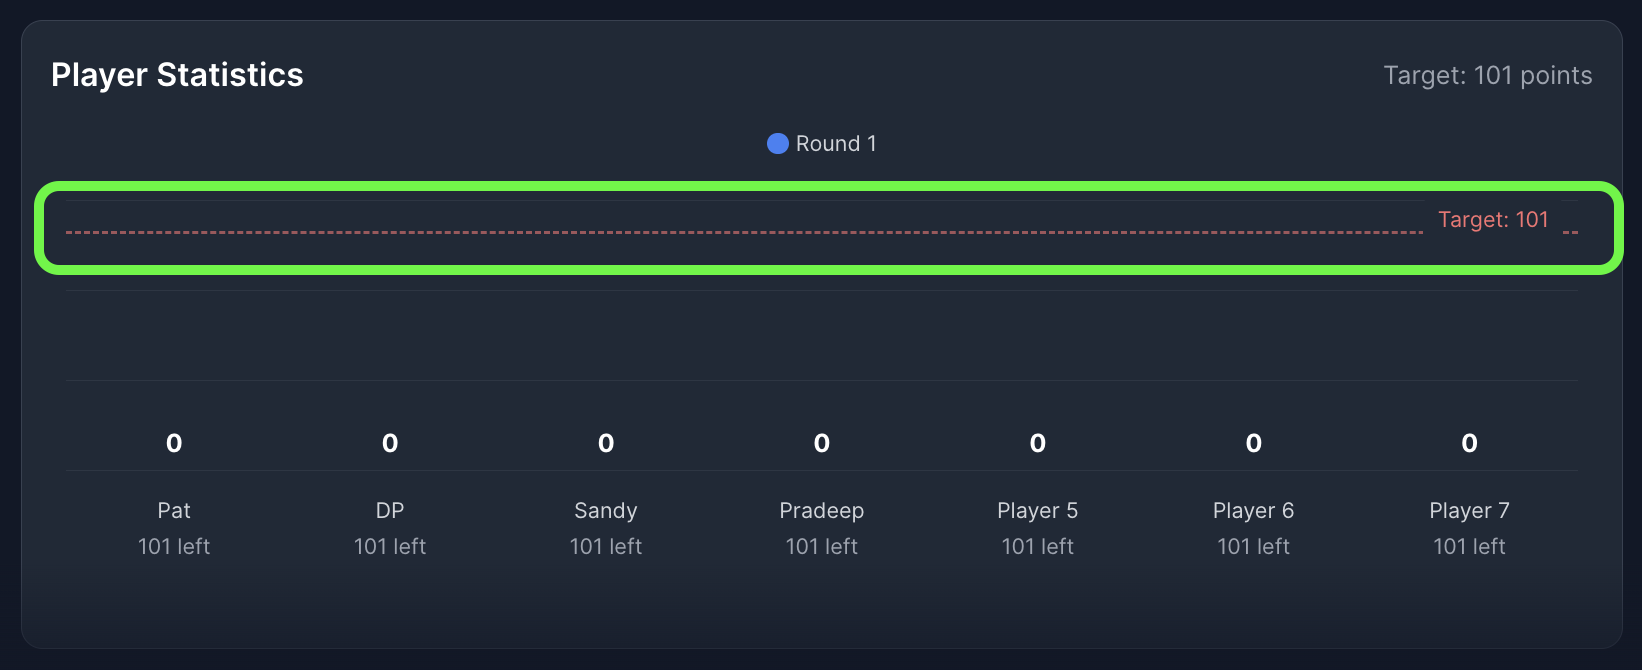 Player Statistics
Target: 101 points
Round 1
Target: 101
0 0 0 0 0 0 0
Pat DP Sandy Pradeep Player 5 Player 6 Player 7
101 left 101 left 101 left 101 left 101 left 101 left 101 left